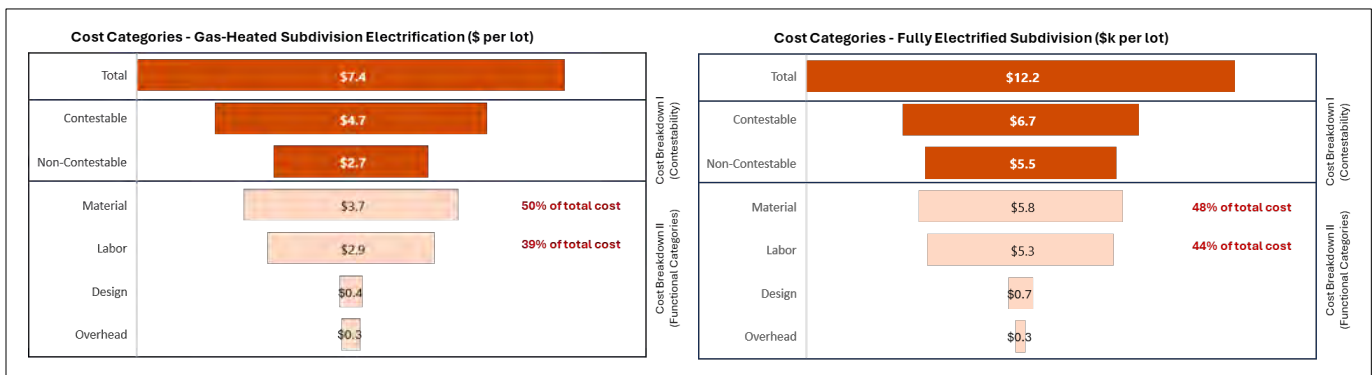 Cost Categories - Gas-Heated Subdivision Electrification ($ per lot)
Total
$7.4
Contestable
$4.7
Non-Contestable
$2.7
Material
$3.7
50% of total cost
Labor
$2.9
39% of total cost
Design
$0.4
Overhead
$0.3
Cost Breakdown I
(Contestability)
Cost Breakdown II
(Functional Categories)
Cost Categories - Fully Electrified Subdivision ($k per lot)
Total
$12.2
Contestable
$6.7
Non-Contestable
$5.5
Material
$5.8
48% of total cost
Labor
$5.3
44% of total cost
Design
$0.7
Overhead
$0.3
Cost Breakdown I
(Contestability)
Cost Breakdown II
(Functional Categories)